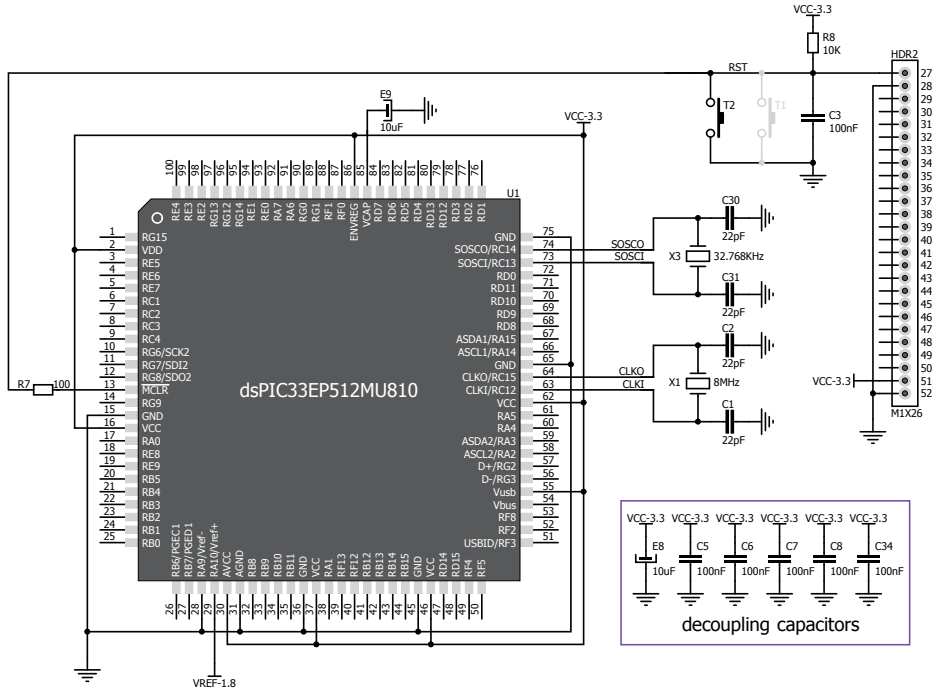 VCC-3.3
R8
10K
HDR2
RST
27
28
29
30
31
32
33
34
35
36
37
38
39
40
41
42
43
44
45
46
47
48
49
50
51
52
M1X26
VCC-3.3
T2
T1
C3
100nF
E9
10uF
VCC-3.3
100 99 98 97 96 95 94 93 92 91 90 89 88 87 86 85 84 83 82 81 80 79 78 77 76
RE4 RE3 RE2 RG13 RG12 RG14 RE1 RE0 RA7 RA6 RG0 RG1 RF1 RF0 ENVREG VCAP RD7 RD6 RD5 RD4 RD13 RD12 RD3 RD2 RD1
U1
1 RG15
2 VDD
3 RE5
4 RE6
5 RE7
6 RC1
7 RC2
8 RC3
9 RC4
10 RG6/SCK2
11 RG7/SDI2
12 RG8/SDO2
R7 100 13 MCLR
14 RG9
15 GND
16 VCC
17 RA0
18 RE8
19 RE9
20 RB5
21 RB4
22 RB3
23 RB2
24 RB1
25 RB0
dsPIC33EP512MU810
GND 75
SOSCO/RC14 74 SOSCO
SOSCI/RC13 73 SOSCI
RD0 72
RD11 71
RD10 70
RD9 69
RD8 68
ASDA1/RA15 67
ASCL1/RA14 66
GND 65
CLKO/RC15 64 CLKO
CLKI/RC12 63 CLKI
VCC 62
RA5 61
RA4 60
ASDA2/RA3 59
ASCL2/RA2 58
D+/RG2 57
D-/RG3 56
Vusb 55
Vbus 54
RF8 53
RF2 52
USBID/RF3 51
C30
22pF
X3 32.768KHz
C31
22pF
C2
22pF
X1 8MHz
C1
22pF
RB6/PGEC1 RB7/PGED1 RA9/Vref- RA10/Vref+ AVCC AGND RB8 RB9 RB10 RB11 GND VCC RA1 RF13 RF12 RB12 RB13 RB14 RB15 GND VCC RD14 RD15 RF4 RF5
26 27 28 29 30 31 32 33 34 35 36 37 38 39 40 41 42 43 44 45 46 47 48 49 50
VREF-1.8
VCC-3.3 VCC-3.3 VCC-3.3 VCC-3.3 VCC-3.3 VCC-3.3
E8 C5 C6 C7 C8 C34
10uF 100nF 100nF 100nF 100nF 100nF
decoupling capacitors